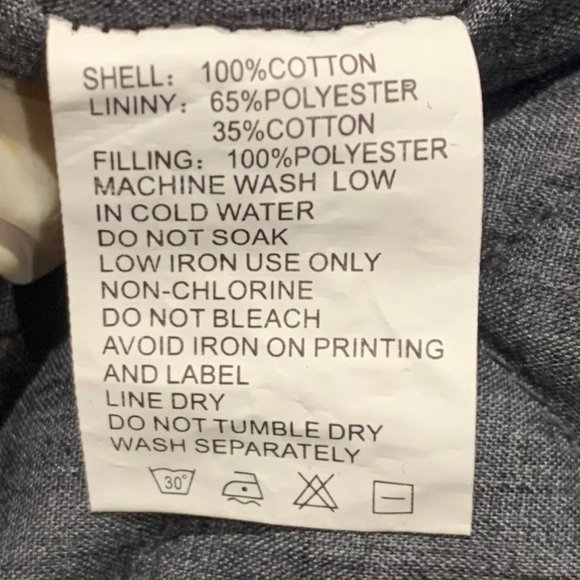 SHELL: 100%COTTON
LININY: 65%POLYESTER
35%COTTON
FILLING: 100%POLYESTER
MACHINE WASH LOW
IN COLD WATER
DO NOT SOAK
LOW IRON USE ONLY
NON-CHLORINE
DO NOT BLEACH
AVOID IRON ON PRINTING
AND LABEL
LINE DRY
DO NOT TUMBLE DRY
WASH SEPARATELY
30°